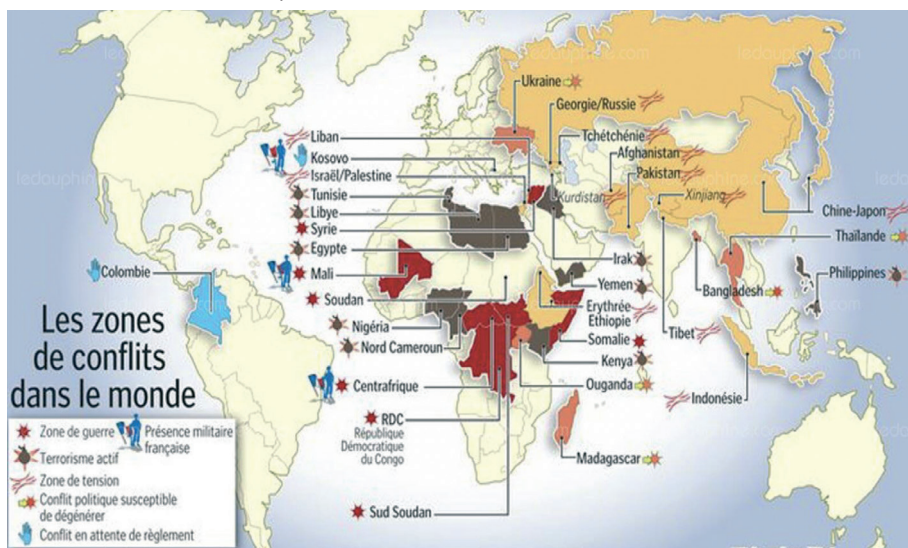 ledauphine.com
ledauphine.com
Ukraine
Georgie/Russie
Liban
Tchétchénie
Kosovo
Afghanistan
Israël/Palestine
Pakistan
Tunisie
Kurdistan
Xinjiang
Libye
Chine-Japon
Syrie
Thaïlande
Egypte
Irak
Colombie
Mali
Yemen
Bangladesh
Philippines
Soudan
Erythrée
Ethiopie
Tibet
Nigéria
Somalie
Nord Cameroun
Kenya
Centrafrique
Ouganda
Indonésie
RDC
République
Démocratique
du Congo
Madagascar
Sud Soudan
Les zones
de conflits
dans le monde
Zone de guerre
Présence militaire
française
Terrorisme actif
Zone de tension
Conflit politique susceptible
de dégénérer
Conflit en attente de règlement